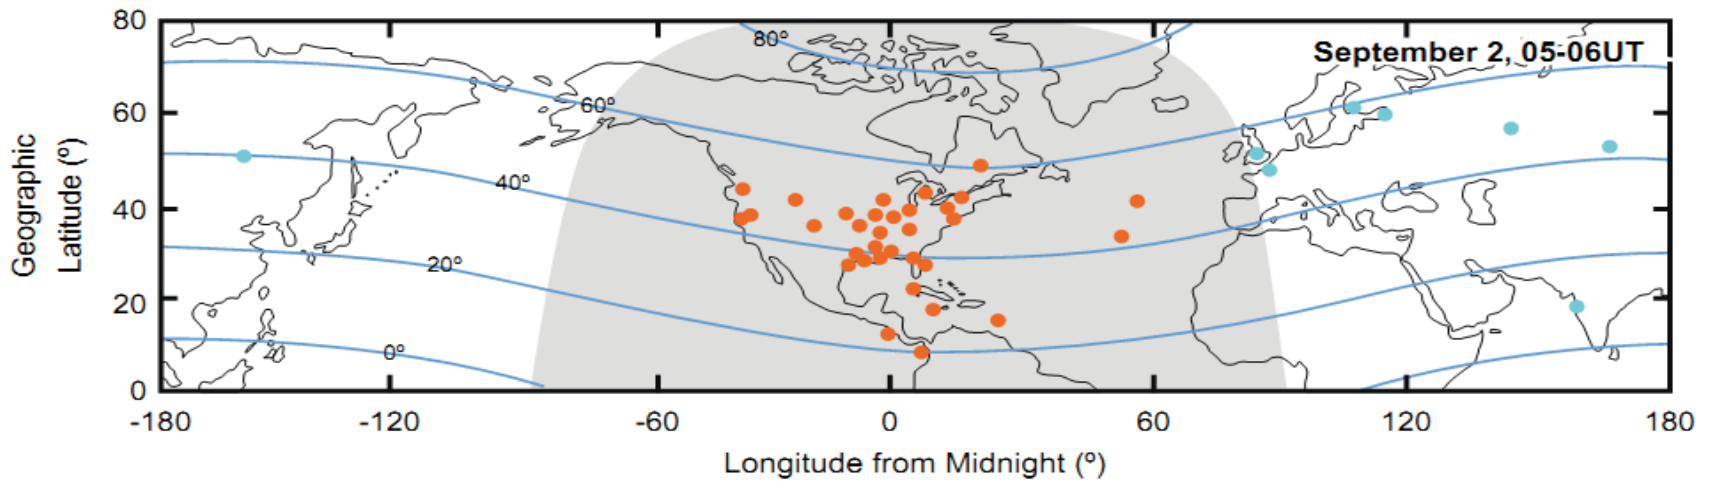 80
80º
September 2, 05-06UT
60
60º
Geographic
Latitude (º)
40
40º
20
20º
0
0º
-180
-120
-60
0
60
120
180
Longitude from Midnight (º)